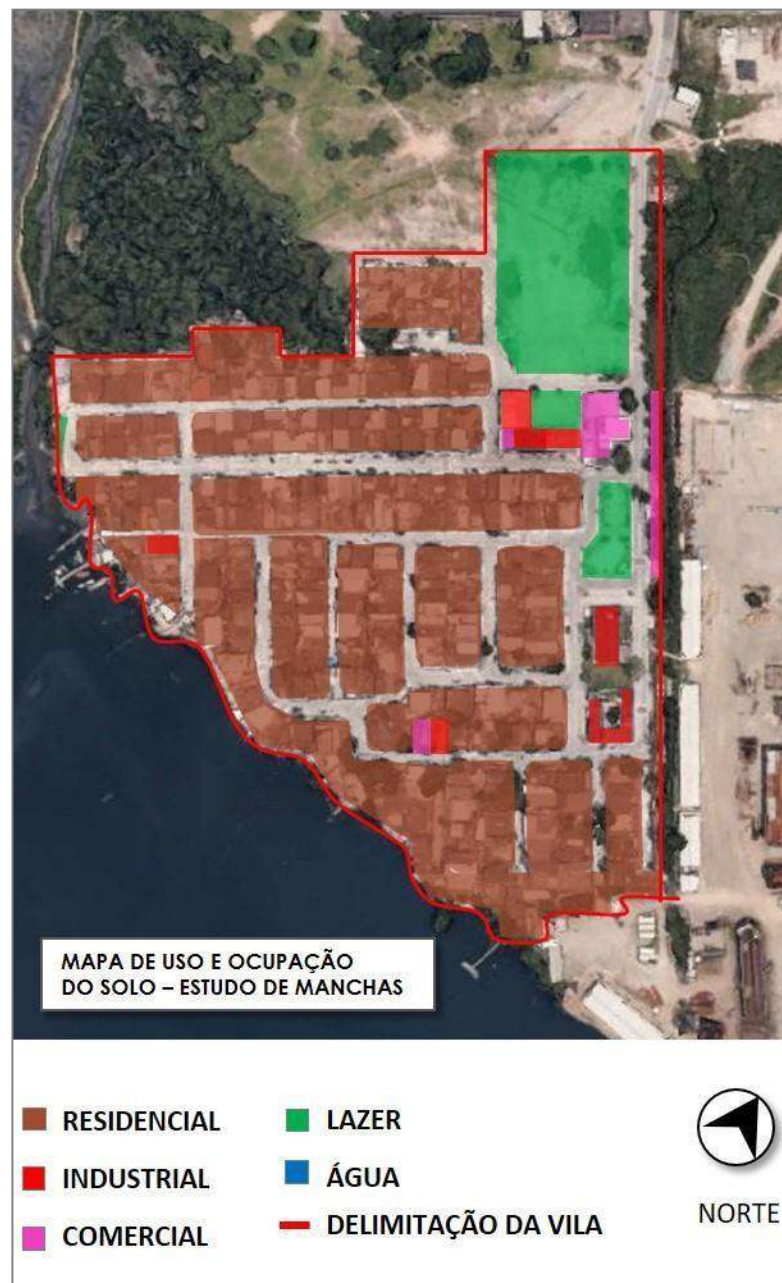 MAPA DE USO E OCUPAÇÃO
DO SOLO – ESTUDO DE MANCHAS
RESIDENCIAL
INDUSTRIAL
COMERCIAL
LAZER
ÁGUA
DELIMITAÇÃO DA VILA
NORTE